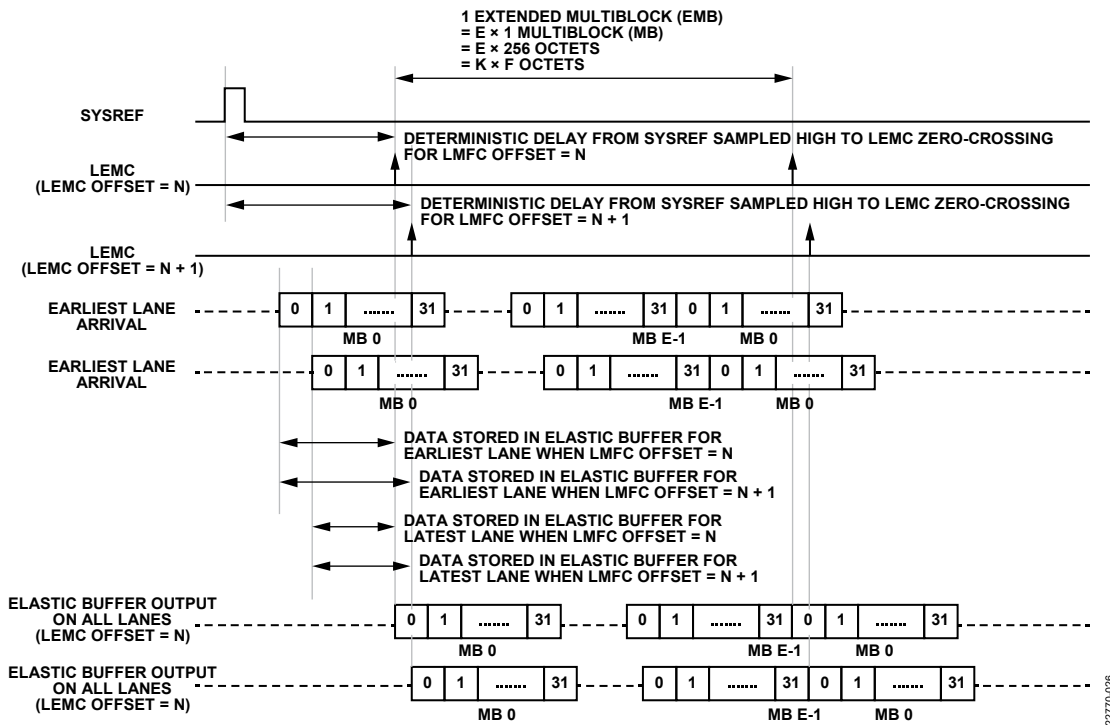 1 EXTENDED MULTIBLOCK (EMB)
= E × 1 MULTIBLOCK (MB)
= E × 256 OCTETS
= K × F OCTETS
SYSREF
DETERMINISTIC DELAY FROM SYSREF SAMPLED HIGH TO LEMC ZERO-CROSSING
FOR LMFC OFFSET = N
LEMC
(LEMC OFFSET = N)
DETERMINISTIC DELAY FROM SYSREF SAMPLED HIGH TO LEMC ZERO-CROSSING
FOR LMFC OFFSET = N + 1
LEMC
(LEMC OFFSET = N + 1)
EARLIEST LANE
ARRIVAL
0 1 ....... 31 0 1 ....... 31 0 1 ....... 31
MB 0 MB E-1 MB 0
EARLIEST LANE
ARRIVAL
0 1 ....... 31 0 1 ....... 31 0 1 ....... 31
MB 0 MB E-1 MB 0
DATA STORED IN ELASTIC BUFFER FOR
EARLIEST LANE WHEN LMFC OFFSET = N
DATA STORED IN ELASTIC BUFFER FOR
EARLIEST LANE WHEN LMFC OFFSET = N + 1
DATA STORED IN ELASTIC BUFFER FOR
LATEST LANE WHEN LMFC OFFSET = N
DATA STORED IN ELASTIC BUFFER FOR
LATEST LANE WHEN LMFC OFFSET = N + 1
ELASTIC BUFFER OUTPUT
ON ALL LANES
(LEMC OFFSET = N)
0 1 ....... 31 0 1 ....... 31 0 1 ....... 31
MB 0 MB E-1 MB 0
ELASTIC BUFFER OUTPUT
ON ALL LANES
(LEMC OFFSET = N)
0 1 ....... 31 0 1 ....... 31 0 1 ....... 31
MB 0 MB E-1 MB 0
22770-026